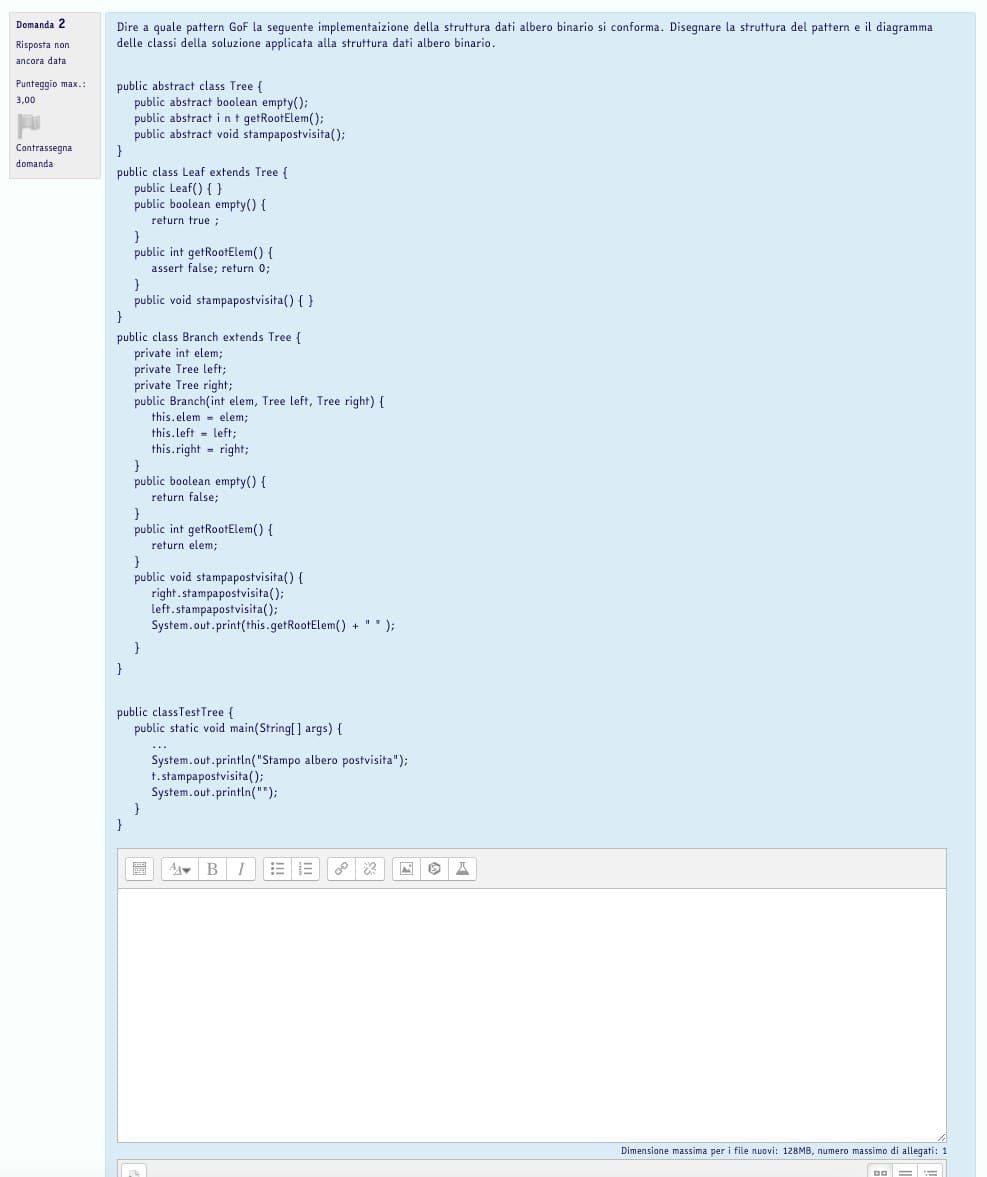 Domanda 2
Risposta non
ancora data
Punteggio max.:
3,00
Contrassegna
domanda
Dire a quale pattern GoF la seguente implementaizione della struttura dati albero binario si conforma. Disegnare la struttura del pattern e il diagramma
delle classi della soluzione applicata alla struttura dati albero binario.
public abstract class Tree {
public abstract boolean empty();
public abstract i n t getRootElem();
public abstract void stampapostvisita();
}
public class Leaf extends Tree {
public Leaf() { }
public boolean empty() {
return true ;
}
public int getRootElem() {
assert false; return 0;
}
public void stampapostvisita() { }
}
public class Branch extends Tree {
private int elem;
private Tree left;
private Tree right;
public Branch(int elem, Tree left, Tree right) {
this.elem = elem;
this.left = left;
this.right = right;
}
public boolean empty() {
return false;
}
public int getRootElem() {
return elem;
}
public void stampapostvisita() {
right.stampapostvisita();
left.stampapostvisita();
System.out.print(this.getRootElem() + " " );
}
}
public classTestTree {
public static void main(String[] args) {
...
System.out.println("Stampo albero postvisita");
t.stampapostvisita();
System.out.println("");
}
}
Dimensione massima per i file nuovi: 128MB, numero massimo di allegati: 1